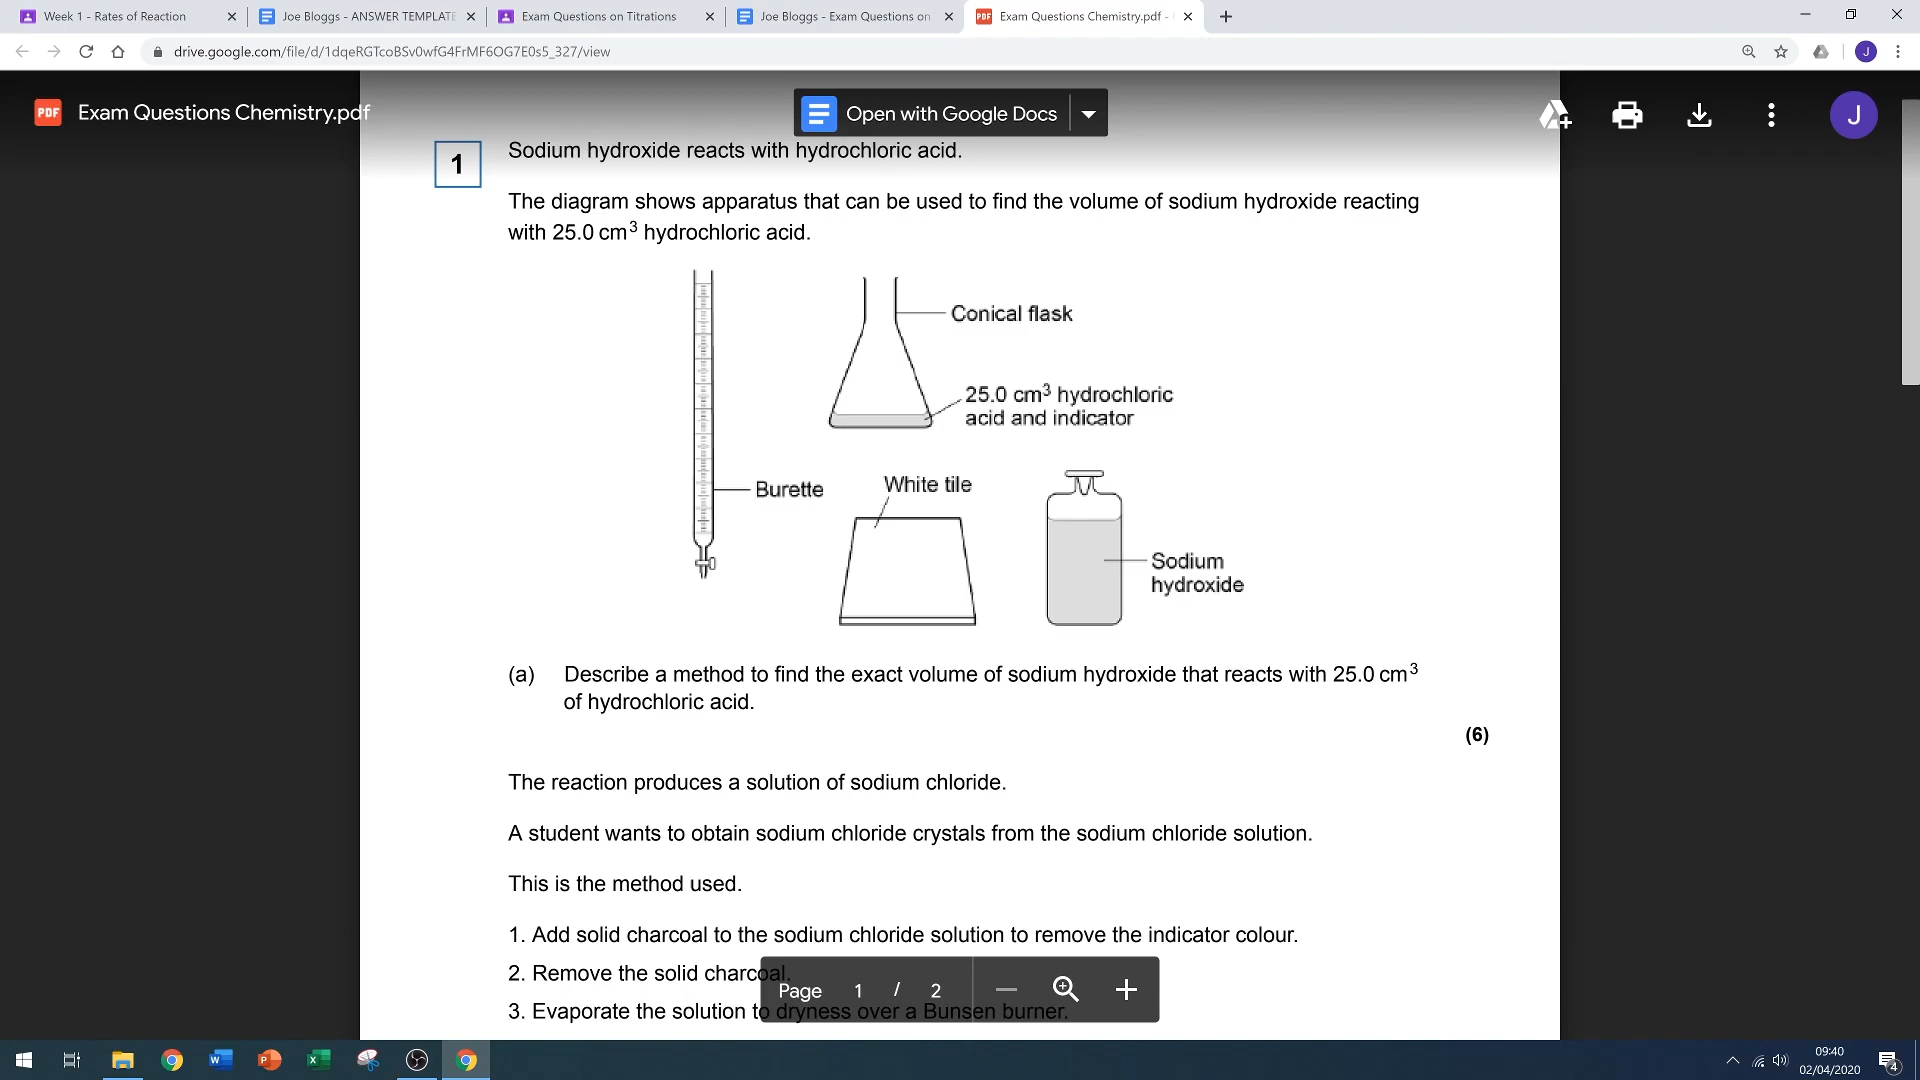 Week 1 - Rates of Reaction
Joe Bloggs - ANSWER TEMPLATE
Exam Questions on Titrations
Joe Bloggs - Exam Questions on
Exam Questions Chemistry.pdf -
drive.google.com/file/d/1dqeRGTcoBSv0wfG4FrMF6OG7E0s5_327/view
J
PDF
Exam Questions Chemistry.pdf
Open with Google Docs
J
1
Sodium hydroxide reacts with hydrochloric acid.
The diagram shows apparatus that can be used to find the volume of sodium hydroxide reacting
with 25.0 cm³ hydrochloric acid.
Conical flask
25.0 cm³ hydrochloric
acid and indicator
Burette
White tile
Sodium
hydroxide
(a) Describe a method to find the exact volume of sodium hydroxide that reacts with 25.0 cm³
of hydrochloric acid.
(6)
The reaction produces a solution of sodium chloride.
A student wants to obtain sodium chloride crystals from the sodium chloride solution.
This is the method used.
1. Add solid charcoal to the sodium chloride solution to remove the indicator colour.
2. Remove the solid charcoal.
Page 1 / 2
3. Evaporate the solution to dryness over a Bunsen burner.
09:40
02/04/2020
4